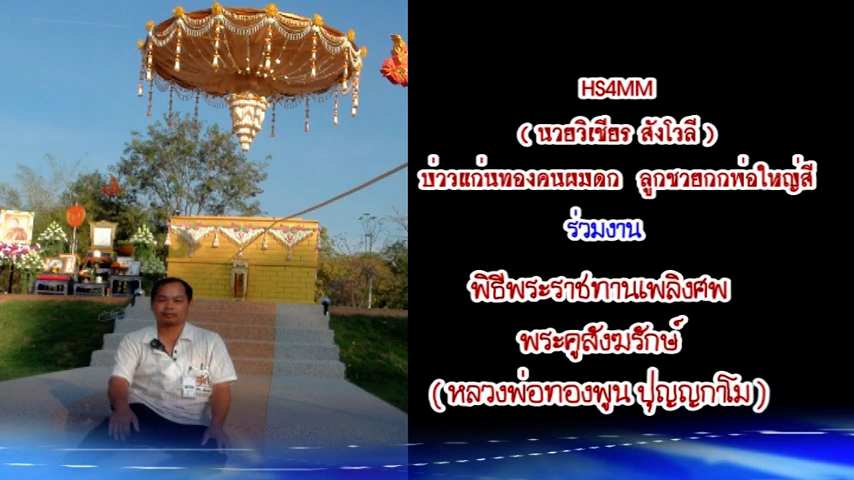 HS4MM
( นายวิเชียร สังโวลี )
บ่าวแก่นทองคนผมดก ลูกชายกกพ่อใหญ่สี
ร่วมงาน
พิธีพระราชทานเพลิงศพ
พระครูสังฆรักษ์
( หลวงพ่อทองพูน ปุญญกาโม )